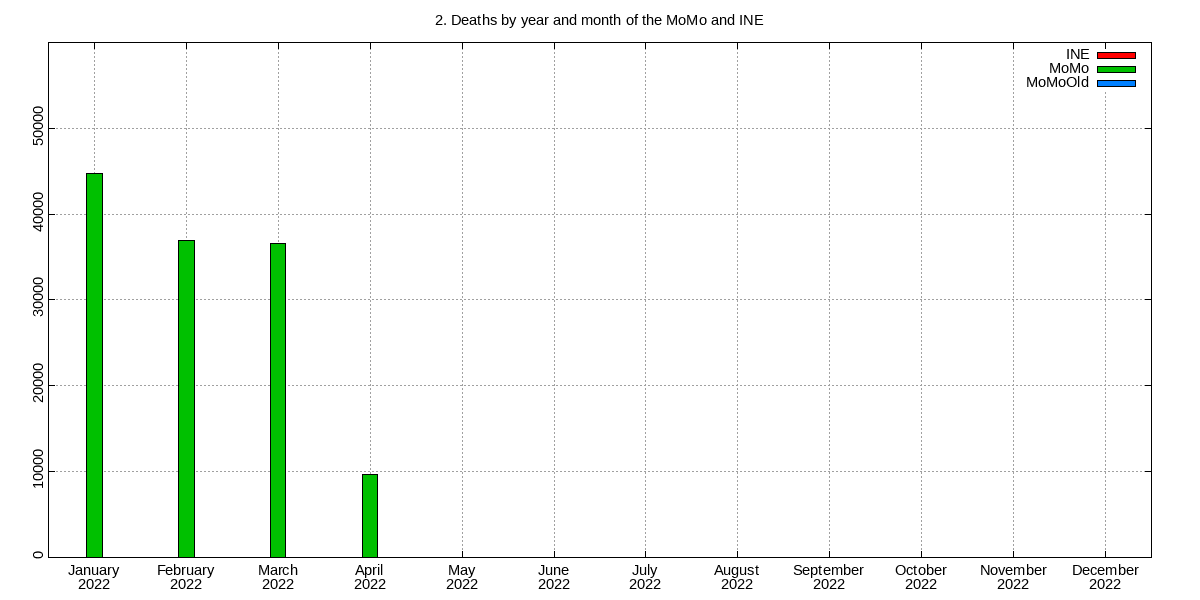 2. Deaths by year and month of the MoMo and INE
INE
MoMo
MoMoOld
50000
40000
30000
20000
10000
0
January February March April May June July August September October November December
2022 2022 2022 2022 2022 2022 2022 2022 2022 2022 2022 2022